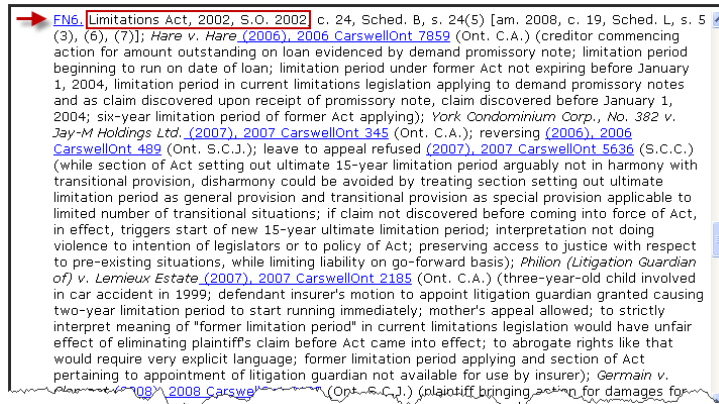 FN6. Limitations Act, 2002, S.O. 2002, c. 24, Sched. B, s. 24(5) [am. 2008, c. 19, Sched. L, s. 5
(3), (6), (7)]; Hare v. Hare (2006), 2006 CarswellOnt 7859 (Ont. C.A.) (creditor commencing
action for amount outstanding on loan evidenced by demand promissory note; limitation period
beginning to run on date of loan; limitation period under former Act not expiring before January
1, 2004, limitation period in current limitations legislation applying to demand promissory notes
and as claim discovered upon receipt of promissory note, claim discovered before January 1,
2004; six-year limitation period of former Act applying); York Condominium Corp., No. 382 v.
Jay-M Holdings Ltd. (2007), 2007 CarswellOnt 345 (Ont. C.A.); reversing (2006), 2006
CarswellOnt 489 (Ont. S.C.J.); leave to appeal refused (2007), 2007 CarswellOnt 5636 (S.C.C.)
(while section of Act setting out ultimate 15-year limitation period arguably not in harmony with
transitional provision, disharmony could be avoided by treating section setting out ultimate
limitation period as general provision and transitional provision as special provision applicable to
limited number of transitional situations; if claim not discovered before coming into force of Act,
in effect, triggers start of new 15-year ultimate limitation period; interpretation not doing
violence to intention of legislators or to policy of Act; preserving access to justice with respect
to pre-existing situations, while limiting liability on go-forward basis); Philion (Litigation Guardian
of) v. Lemieux Estate (2007), 2007 CarswellOnt 2185 (Ont. C.A.) (three-year-old child involved
in car accident in 1999; defendant insurer's motion to appoint litigation guardian granted causing
two-year limitation period to start running immediately; mother's appeal allowed; to strictly
interpret meaning of "former limitation period" in current limitations legislation would have unfair
effect of eliminating plaintiff's claim before Act came into effect; to abrogate rights like that
would require very explicit language; former limitation period applying and section of Act
pertaining to appointment of litigation guardian not available for use by insurer); Germain v.
2008 (Ont. S.C.J.) (plaintiff bringing action for damages for